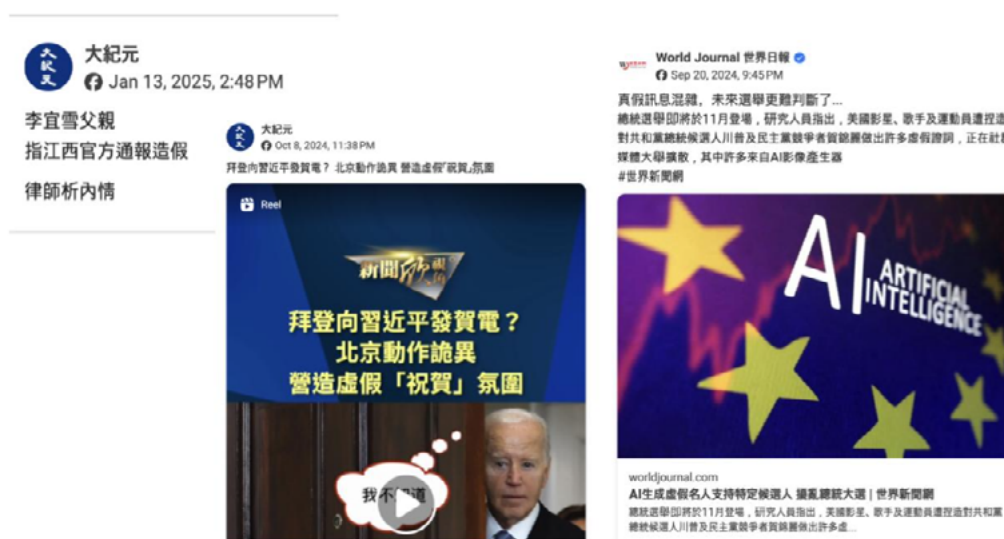 大紀元
Jan 13, 2025, 2:48 PM
李宜雪父親
指江西官方通報造假
律師析內情
大紀元
Oct 8, 2024, 11:38 PM
拜登向習近平發賀電？ 北京動作詭異 營造虛假「祝賀」氛圍
Reel
新聞
拜登向習近平發賀電？
北京動作詭異
營造虛假「祝賀」氛圍
我不知道
World Journal 世界日報
Sep 20, 2024, 9:45 PM
真假訊息混雜，未來選舉更難判斷了...
總統選舉即將於11月登場，研究人員指出，美國影星、歌手及運動員遭捏造
對共和黨總統候選人川普及民主黨競爭者賀錦麗做出許多虛假證詞，正在社
媒體大舉擴散，其中許多來自AI影像產生器
#世界新聞網
AI
ARTIFICIAL
INTELLIGENCE
worldjournal.com
AI生成虛假名人支持特定候選人 擾亂總統大選 | 世界新聞網
總統選舉即將於11月登場，研究人員指出，美國影星、歌手及運動員遭捏造對共和黨
總統候選人川普及民主黨競爭者賀錦麗做出許多虛...